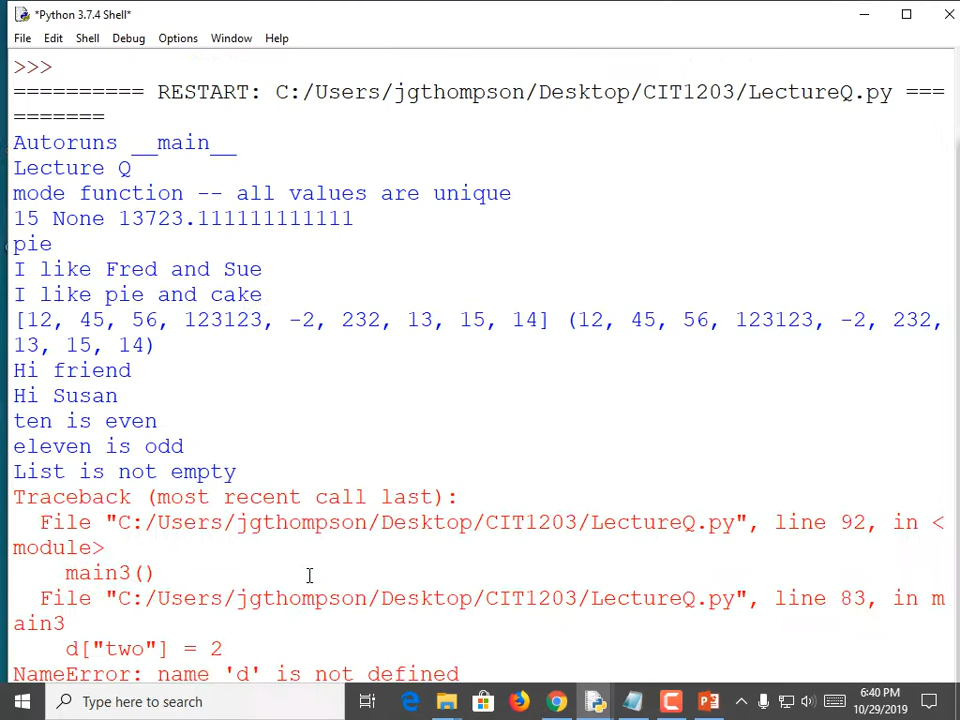 *Python 3.7.4 Shell*
File Edit Shell Debug Options Window Help
>>>
========== RESTART: C:/Users/jgthompson/Desktop/CIT1203/LectureQ.py ===
=======
Autoruns __main__
Lecture Q
mode function -- all values are unique
15 None 13723.111111111111
pie
I like Fred and Sue
I like pie and cake
[12, 45, 56, 123123, -2, 232, 13, 15, 14] (12, 45, 56, 123123, -2, 232,
13, 15, 14)
Hi friend
Hi Susan
ten is even
eleven is odd
List is not empty
Traceback (most recent call last):
  File "C:/Users/jgthompson/Desktop/CIT1203/LectureQ.py", line 92, in <
module>
    main3()
  File "C:/Users/jgthompson/Desktop/CIT1203/LectureQ.py", line 83, in m
ain3
    d["two"] = 2
NameError: name 'd' is not defined
Type here to search
6:40 PM
10/29/2019